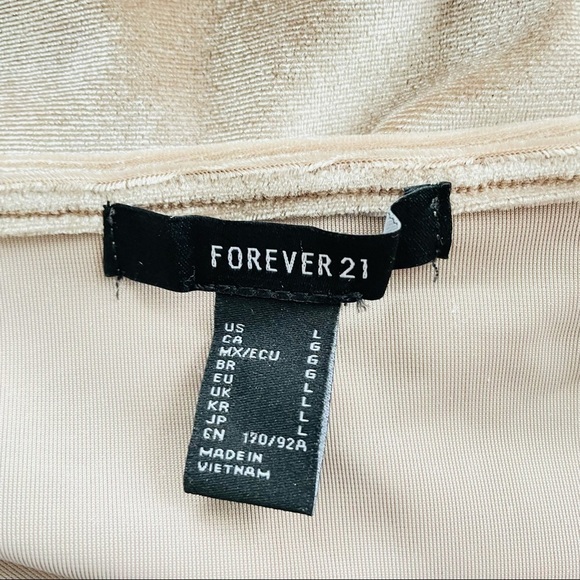 FOREVER 21
US L
CA G
MX/ECU G
BR G
EU L
UK L
KR L
JP L
CN 170/92A
MADE IN
VIETNAM